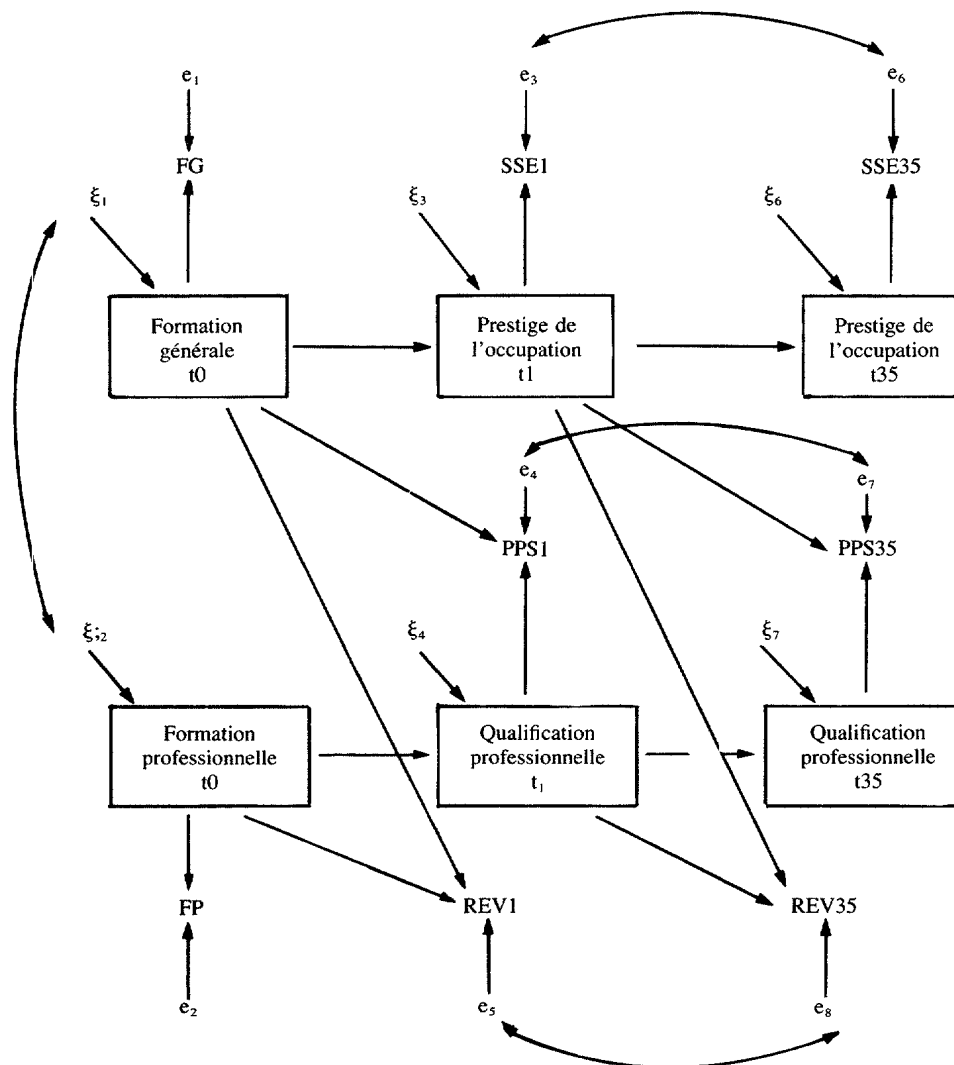 e₁
e₃
e₆
FG
SSE1
SSE35
ξ₁
ξ₃
ξ₆
Formation
générale
t0
Prestige de
l'occupation
t1
Prestige de
l'occupation
t35
e₄
e₇
PPS1
PPS35
ξ;₂
ξ₄
ξ₇
Formation
professionnelle
t0
Qualification
professionnelle
t₁
Qualification
professionnelle
t35
FP
REV1
REV35
e₂
e₅
e₈